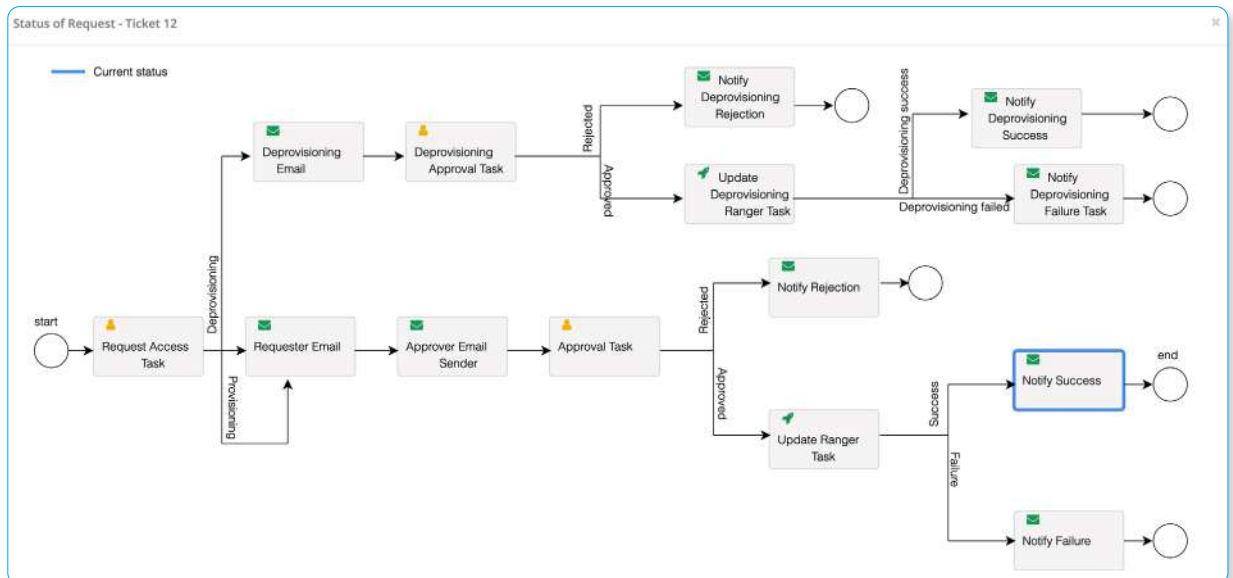 Status of Request - Ticket 12
Current status
Notify
Deprovisioning
Rejection
Deprovisioning success
Notify
Deprovisioning
Success
Rejected
Deprovisioning
Email
Deprovisioning
Approval Task
Approved
Update
Deprovisioning
Ranger Task
Notify
Deprovisioning
Failure Task
Deprovisioning failed
Deprovisioning
Notify Rejection
Rejected
start
Request Access
Task
Requester Email
Approver Email
Sender
Approval Task
end
Provisioning
Approved
Notify Success
Success
Update Ranger
Task
Failure
Notify Failure